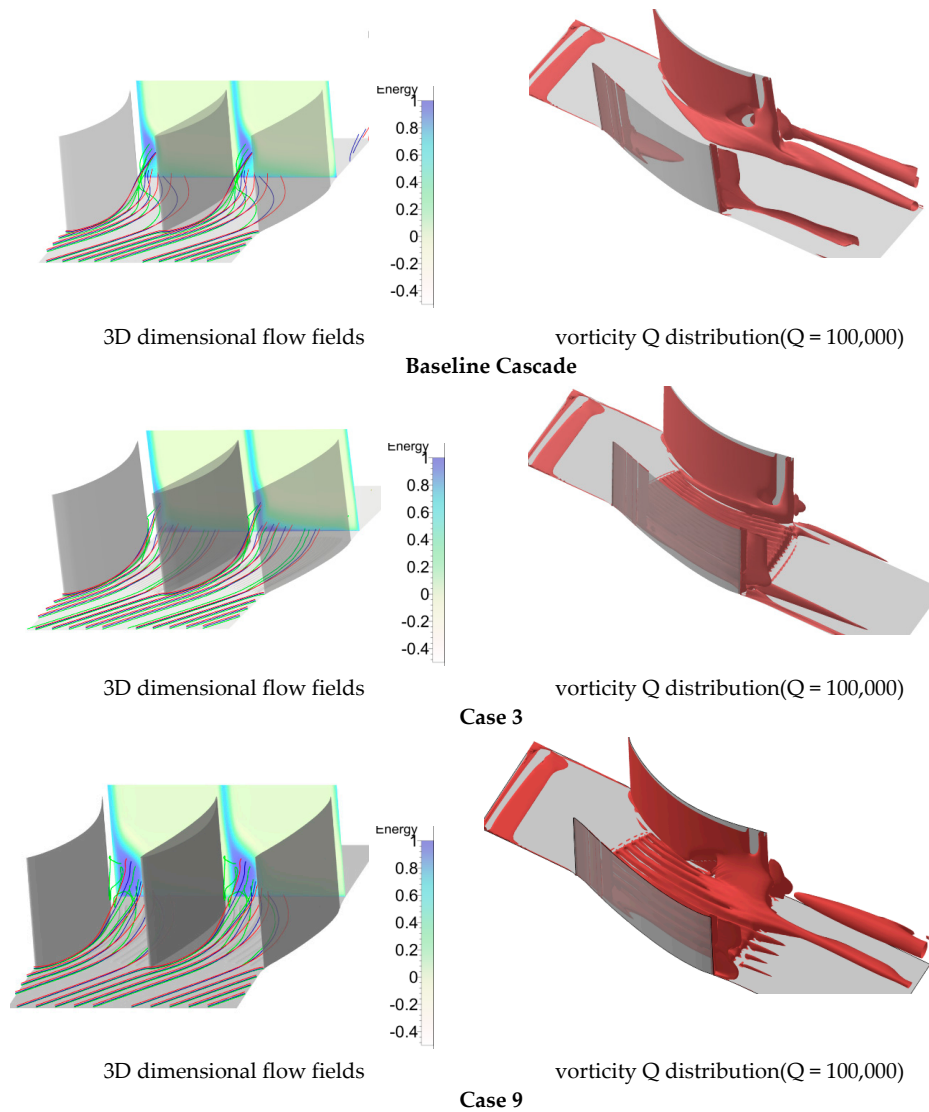 Energy
1
0.8
0.6
0.4
0.2
0
-0.2
-0.4
3D dimensional flow fields
vorticity Q distribution(Q = 100,000)
Baseline Cascade
Energy
1
0.8
0.6
0.4
0.2
0
-0.2
-0.4
3D dimensional flow fields
vorticity Q distribution(Q = 100,000)
Case 3
Energy
1
0.8
0.6
0.4
0.2
0
-0.2
-0.4
3D dimensional flow fields
vorticity Q distribution(Q = 100,000)
Case 9